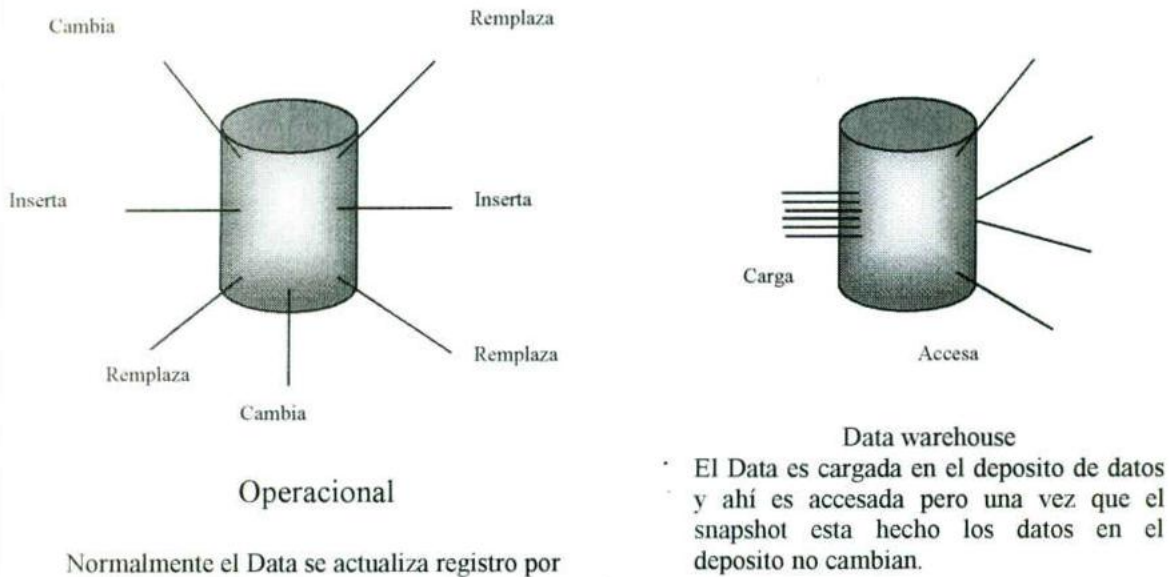 Cambia
Remplaza
Inserta
Inserta
Remplaza
Cambia
Remplaza
Operacional
Normalmente el Data se actualiza registro por
Carga
Accesa
Data warehouse
El Data es cargada en el deposito de datos
y ahí es accesada pero una vez que el
snapshot esta hecho los datos en el
deposito no cambian.